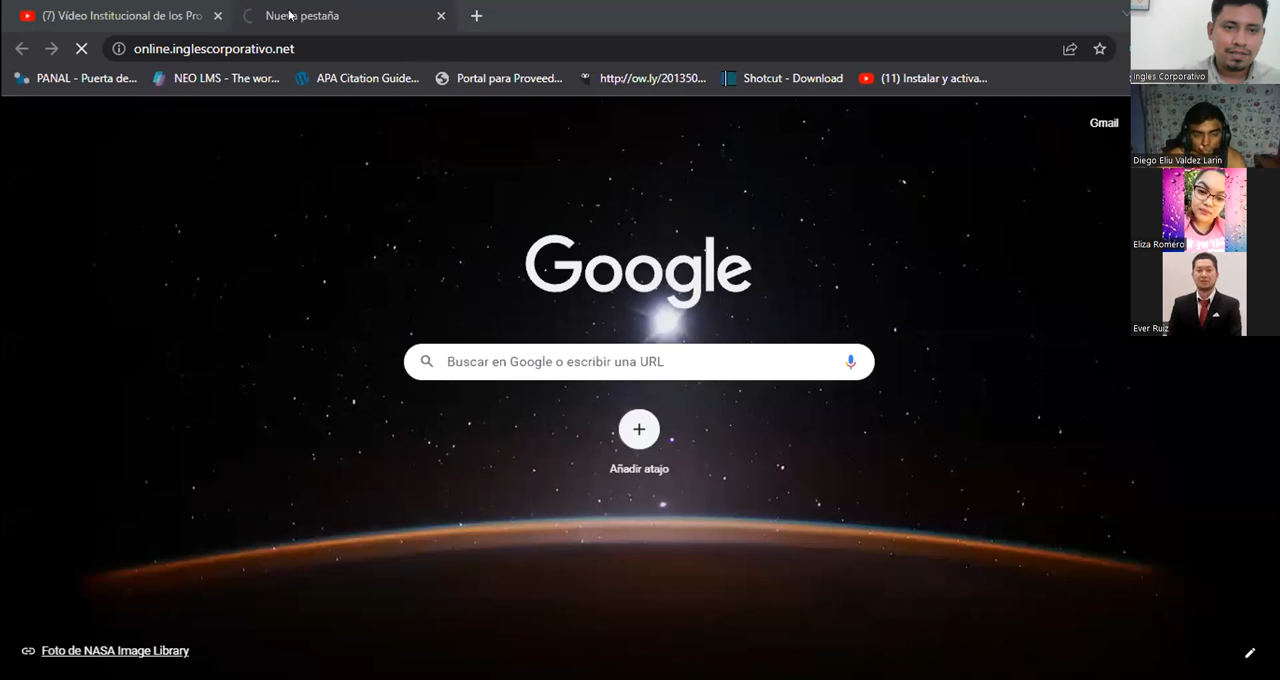 (7) Vídeo Institucional de los Pro
Nueva pestaña
online.inglescorporativo.net
PANAL - Puerta de...
NEO LMS - The wor...
APA Citation Guide...
Portal para Proveed...
http://ow.ly/201350...
Shotcut - Download
(11) Instalar y activa...
Ingles Corporativo
Gmail
Diego Eliu Valdez Larin
Eliza Romero
Ever Ruiz
Google
Buscar en Google o escribir una URL
Añadir atajo
Foto de NASA Image Library